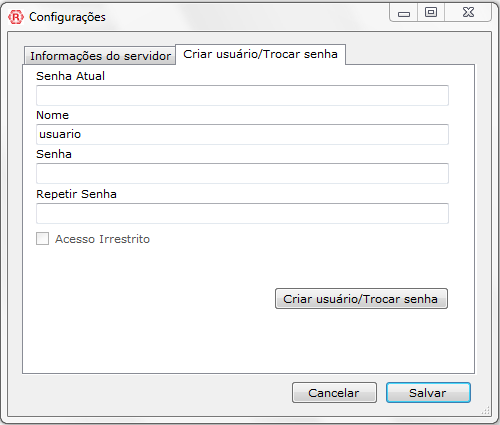 R Configurações
Informações do servidor Criar usuário/Trocar senha
Senha Atual
Nome
usuario
Senha
Repetir Senha
Acesso Irrestrito
Criar usuário/Trocar senha
Cancelar Salvar